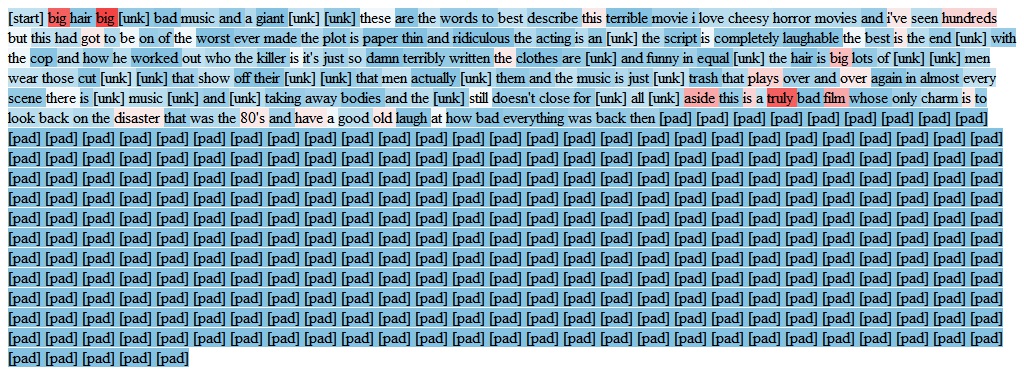 [start] big hair big [unk] bad music and a giant [unk] [unk] these are the words to best describe this terrible movie i love cheesy horror movies and i've seen hundreds
but this had got to be on of the worst ever made the plot is paper thin and ridiculous the acting is an [unk] the script is completely laughable the best is the end [unk] with
the cop and how he worked out who the killer is it's just so damn terribly written the clothes are [unk] and funny in equal [unk] the hair is big lots of [unk] [unk] men
wear those cut [unk] [unk] that show off their [unk] [unk] that men actually [unk] them and the music is just [unk] trash that plays over and over again in almost every
scene there is [unk] music [unk] and [unk] taking away bodies and the [unk] still doesn't close for [unk] all [unk] aside this is a truly bad film whose only charm is to
look back on the disaster that was the 80's and have a good old laugh at how bad everything was back then [pad] [pad] [pad] [pad] [pad] [pad] [pad] [pad] [pad]
[pad] [pad] [pad] [pad] [pad] [pad] [pad] [pad] [pad] [pad] [pad] [pad] [pad] [pad] [pad] [pad] [pad] [pad] [pad] [pad] [pad] [pad] [pad] [pad] [pad] [pad] [pad]
[pad] [pad] [pad] [pad] [pad] [pad] [pad] [pad] [pad] [pad] [pad] [pad] [pad] [pad] [pad] [pad] [pad] [pad] [pad] [pad] [pad] [pad] [pad] [pad] [pad] [pad] [pad]
[pad] [pad] [pad] [pad] [pad] [pad] [pad] [pad] [pad] [pad] [pad] [pad] [pad] [pad] [pad] [pad] [pad] [pad] [pad] [pad] [pad] [pad] [pad] [pad] [pad] [pad] [pad]
[pad] [pad] [pad] [pad] [pad] [pad] [pad] [pad] [pad] [pad] [pad] [pad] [pad] [pad] [pad] [pad] [pad] [pad] [pad] [pad] [pad] [pad] [pad] [pad] [pad] [pad] [pad]
[pad] [pad] [pad] [pad] [pad] [pad] [pad] [pad] [pad] [pad] [pad] [pad] [pad] [pad] [pad] [pad] [pad] [pad] [pad] [pad] [pad] [pad] [pad] [pad] [pad] [pad] [pad]
[pad] [pad] [pad] [pad] [pad] [pad] [pad] [pad] [pad] [pad] [pad] [pad] [pad] [pad] [pad] [pad] [pad] [pad] [pad] [pad] [pad] [pad] [pad] [pad] [pad] [pad] [pad]
[pad] [pad] [pad] [pad] [pad] [pad] [pad] [pad] [pad] [pad] [pad] [pad] [pad] [pad] [pad] [pad] [pad] [pad] [pad] [pad] [pad] [pad] [pad] [pad] [pad] [pad] [pad]
[pad] [pad] [pad] [pad] [pad] [pad] [pad] [pad] [pad] [pad] [pad] [pad] [pad] [pad] [pad] [pad] [pad] [pad] [pad] [pad] [pad] [pad] [pad] [pad] [pad] [pad] [pad]
[pad] [pad] [pad] [pad] [pad] [pad] [pad] [pad] [pad] [pad] [pad] [pad] [pad] [pad] [pad] [pad] [pad] [pad] [pad] [pad] [pad] [pad] [pad] [pad] [pad] [pad] [pad]
[pad] [pad] [pad] [pad] [pad] [pad] [pad] [pad] [pad] [pad] [pad] [pad] [pad] [pad] [pad] [pad] [pad] [pad] [pad] [pad] [pad] [pad] [pad] [pad] [pad] [pad] [pad]
[pad] [pad] [pad] [pad] [pad] [pad] [pad] [pad] [pad] [pad] [pad] [pad] [pad] [pad] [pad] [pad] [pad] [pad] [pad] [pad] [pad] [pad] [pad] [pad] [pad] [pad] [pad]
[pad] [pad] [pad] [pad] [pad]